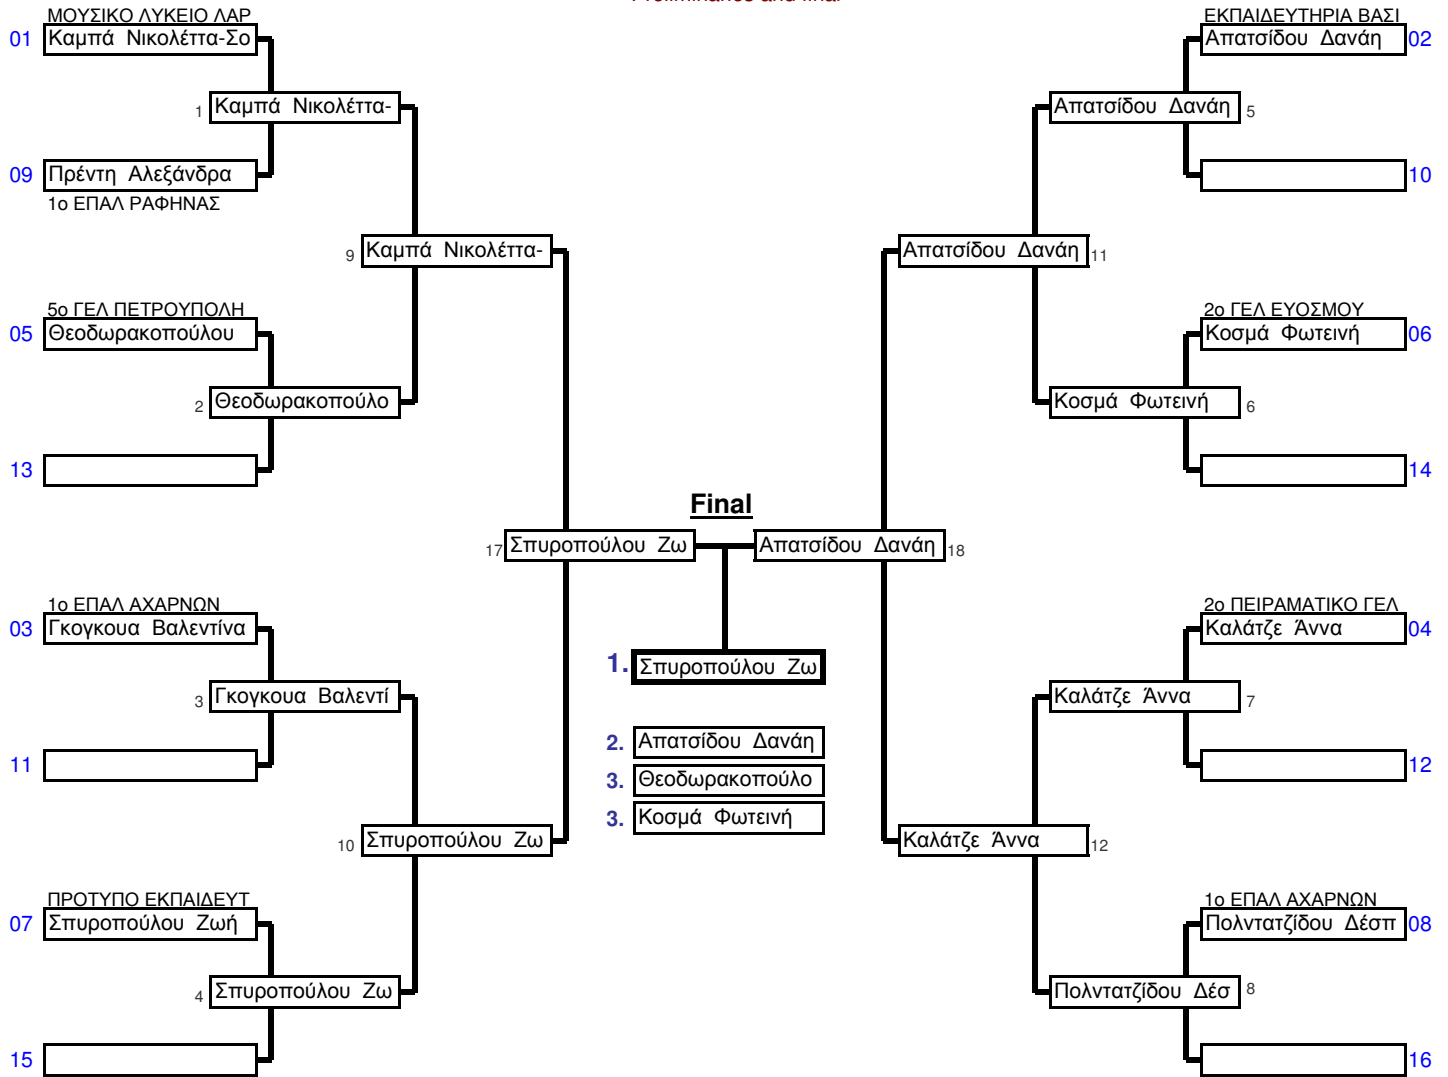 ΜΟΥΣΙΚΟ ΛΥΚΕΙΟ ΛΑΡ
01 Καμπά Νικολέττα-Σο
1 Καμπά Νικολέττα-
09 Πρέντη Αλεξάνδρα
1ο ΕΠΑΛ ΡΑΦΗΝΑΣ
9 Καμπά Νικολέττα-
5ο ΓΕΛ ΠΕΤΡΟΥΠΟΛΗ
05 Θεοδωρακοπούλου
2 Θεοδωρακοπούλο
13
17 Σπυροπούλου Ζω
1ο ΕΠΑΛ ΑΧΑΡΝΩΝ
03 Γκογκουα Βαλεντίνα
3 Γκογκουα Βαλεντί
11
10 Σπυροπούλου Ζω
ΠΡΟΤΥΠΟ ΕΚΠΑΙΔΕΥΤ
07 Σπυροπούλου Ζωή
4 Σπυροπούλου Ζω
15
Final
1. Σπυροπούλου Ζω
2. Απατσίδου Δανάη
3. Θεοδωρακοπούλο
3. Κοσμά Φωτεινή
ΕΚΠΑΙΔΕΥΤΗΡΙΑ ΒΑΣΙ
Απατσίδου Δανάη 02
Απατσίδου Δανάη 5
10
Απατσίδου Δανάη 11
2ο ΓΕΛ ΕΥΟΣΜΟΥ
Κοσμά Φωτεινή 06
Κοσμά Φωτεινή 6
14
Απατσίδου Δανάη 18
2ο ΠΕΙΡΑΜΑΤΙΚΟ ΓΕΛ
Καλάτζε Άννα 04
Καλάτζε Άννα 7
12
Καλάτζε Άννα 12
1ο ΕΠΑΛ ΑΧΑΡΝΩΝ
Πολντατζίδου Δέσπ 08
Πολντατζίδου Δέσ 8
16